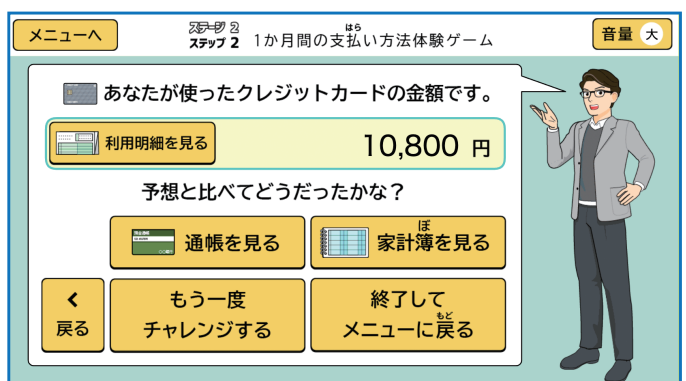 メニューへ
ステージ 2
ステップ 2
1か月間の支払い方法体験ゲーム
はら
音量 大
あなたが使ったクレジットカードの金額です。
利用明細を見る
10,800 円
予想と比べてどうだったかな？
通帳を見る
家計簿を見る
ぼ
戻る
もう一度
チャレンジする
終了して
メニューに戻る
もど